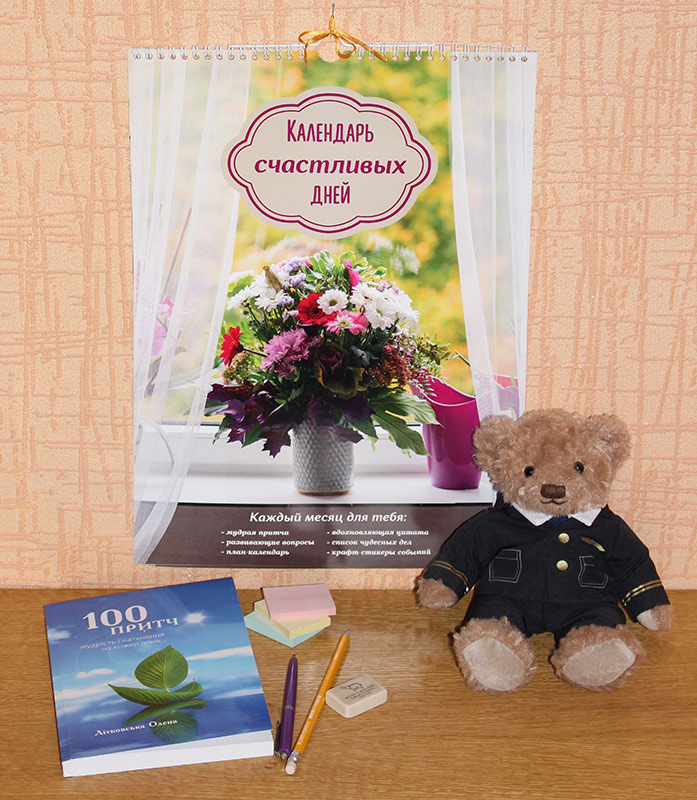 Календарь
счастливых
дней
Каждый месяц для тебя:
- мудрая притча
- развивающие вопросы
- план-календарь
- вдохновляющая цитата
- список чудесных дел
- крафт-стикеры событий
100
ПРИТЧ
мудрість і натхнення
на кожен день...
Літковська Олена